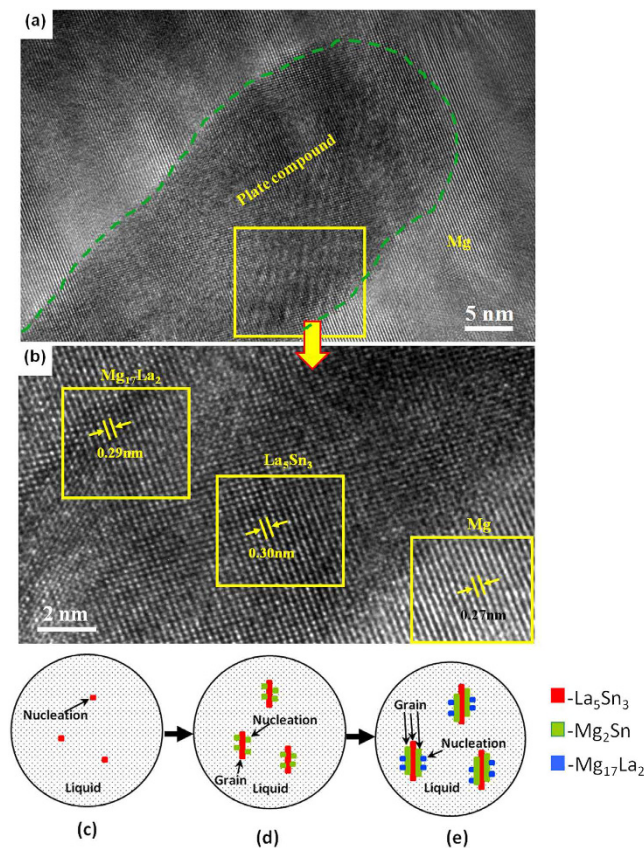 (a)
Plate compound
Mg
5 nm
(b)
Mg₁₇La₂
0.29nm
La₅Sn₃
0.30nm
Mg
0.27nm
2 nm
Nucleation
Liquid
(c)
Nucleation
Grain
Liquid
(d)
Grain
Nucleation
Liquid
(e)
-La₅Sn₃
-Mg₂Sn
-Mg₁₇La₂